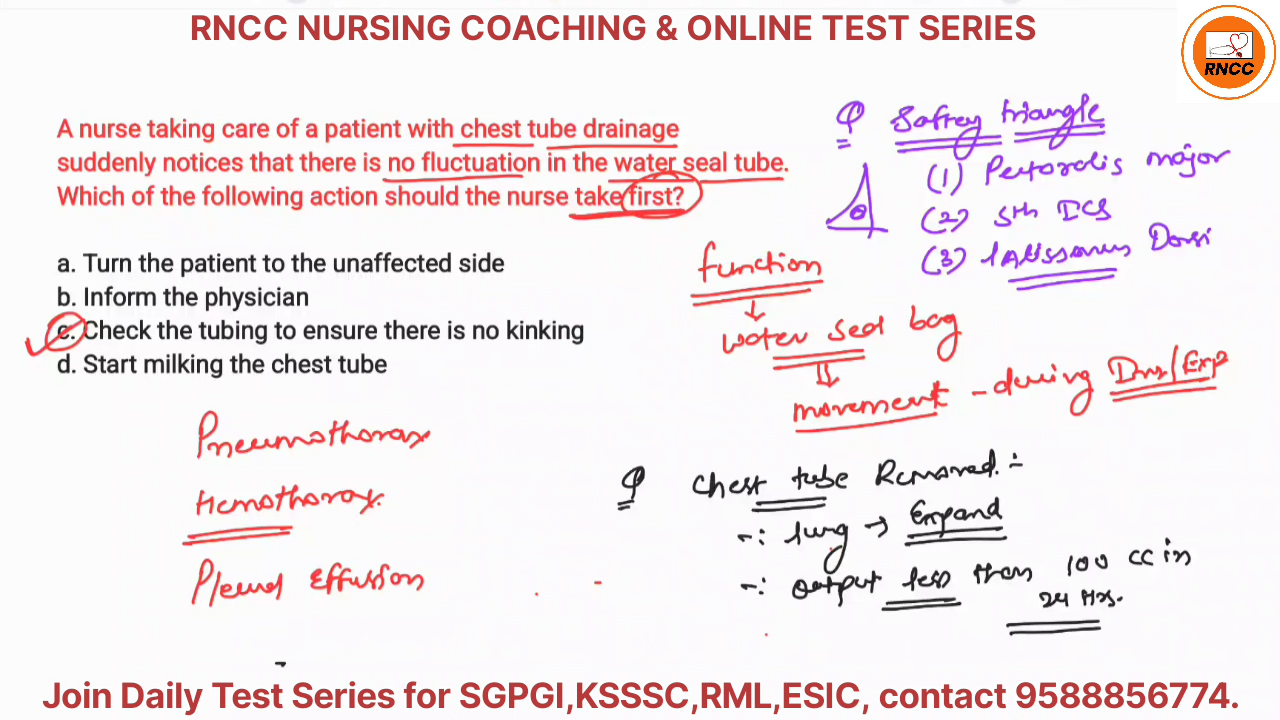 RNCC NURSING COACHING & ONLINE TEST SERIES
RNCC
A nurse taking care of a patient with chest tube drainage
suddenly notices that there is no fluctuation in the water seal tube.
Which of the following action should the nurse take first?
a. Turn the patient to the unaffected side
b. Inform the physician
c. Check the tubing to ensure there is no kinking
d. Start milking the chest tube
Safety triangle
(1) Pectoralis major
(2) 5th ICS
(3) Dorsi
function
water seal bag
movement - during Ins/Exp
Pneumothorax
Hemothorax
Pleural Effusion
Chest tube Removed :-
-: lung → Expand
-: output less than 100 cc in
24 Hrs.
Join Daily Test Series for SGPGI,KSSSC,RML,ESIC, contact 9588856774.